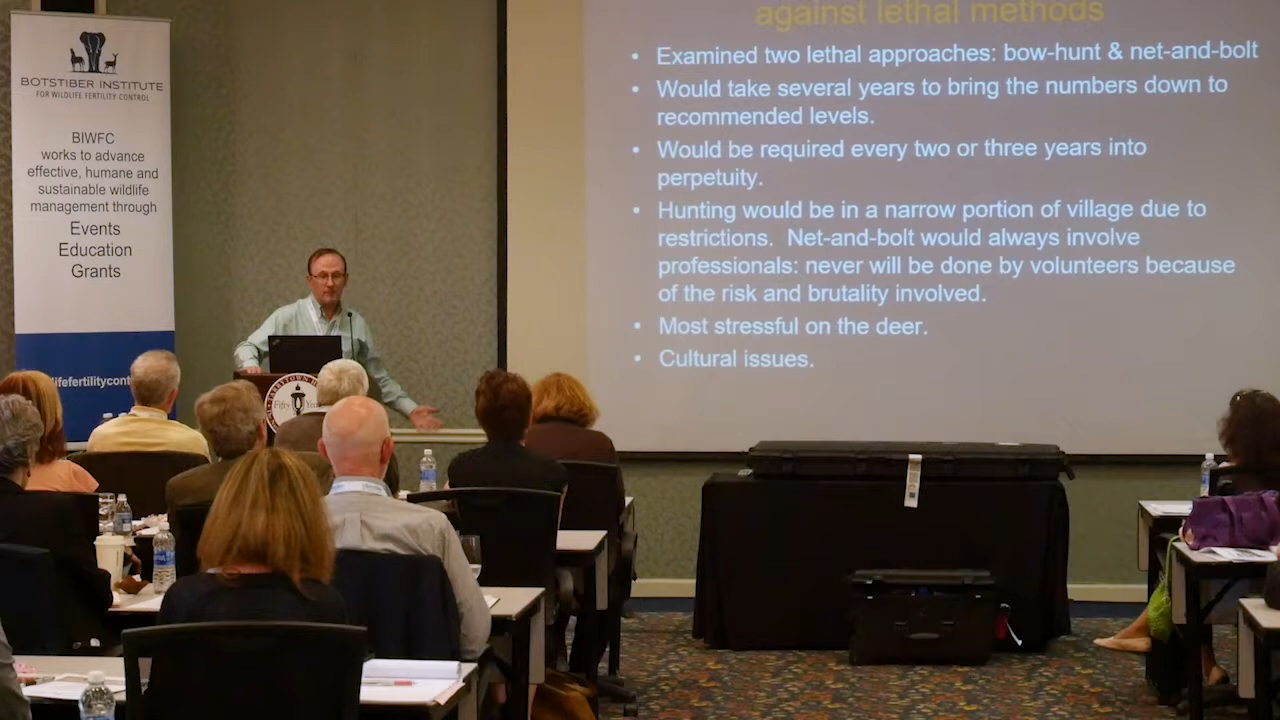 BOTSTIBER INSTITUTE
FOR WILDLIFE FERTILITY CONTROL
BIWFC
works to advance
effective, humane and
sustainable wildlife
management through
Events
Education
Grants
lifefertilitycont
TARRYTOWN H
Fifty Ye
against lethal methods
• Examined two lethal approaches: bow-hunt & net-and-bolt
• Would take several years to bring the numbers down to
recommended levels.
• Would be required every two or three years into
perpetuity.
• Hunting would be in a narrow portion of village due to
restrictions. Net-and-bolt would always involve
professionals: never will be done by volunteers because
of the risk and brutality involved.
• Most stressful on the deer.
• Cultural issues.